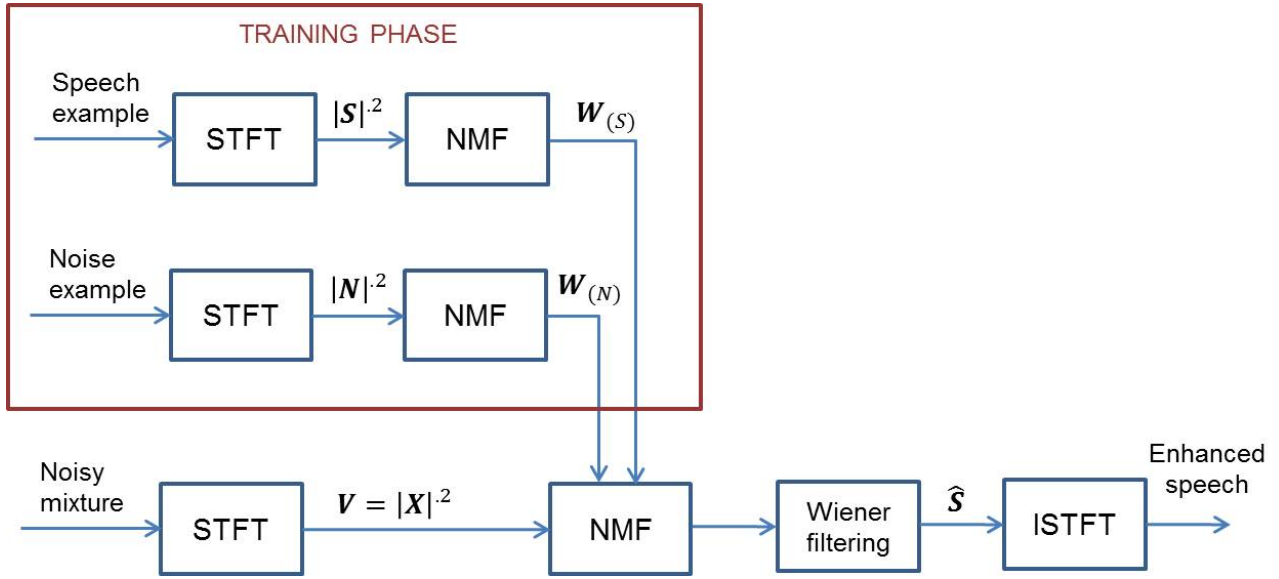 TRAINING PHASE
Speech
example
STFT
|S|.2
NMF
W(S)
Noise
example
STFT
|N|.2
NMF
W(N)
Noisy
mixture
STFT
V = |X|.2
NMF
Wiener
filtering
Ŝ
ISTFT
Enhanced
speech